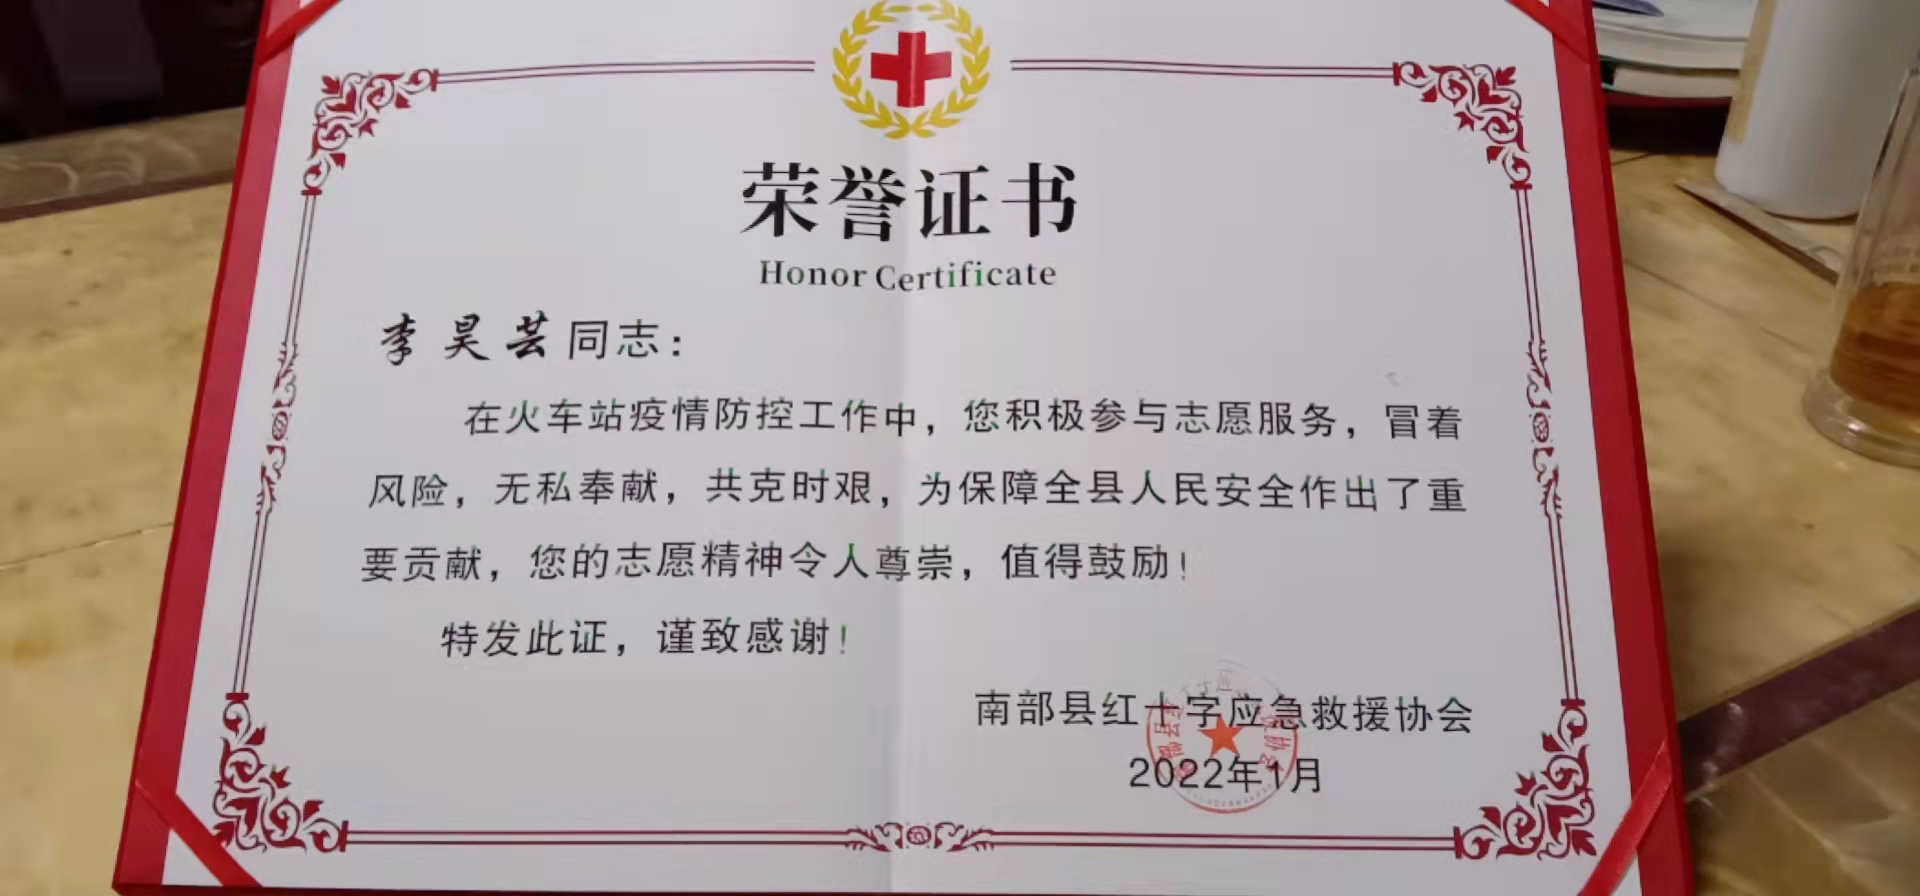 荣誉证书
Honor Certificate
李昊芸同志：
在火车站疫情防控工作中，您积极参与志愿服务，冒着
风险，无私奉献，共克时艰，为保障全县人民安全作出了重
要贡献，您的志愿精神令人尊崇，值得鼓励！
特发此证，谨致感谢！
南部县红十字应急救援协会
2022年1月